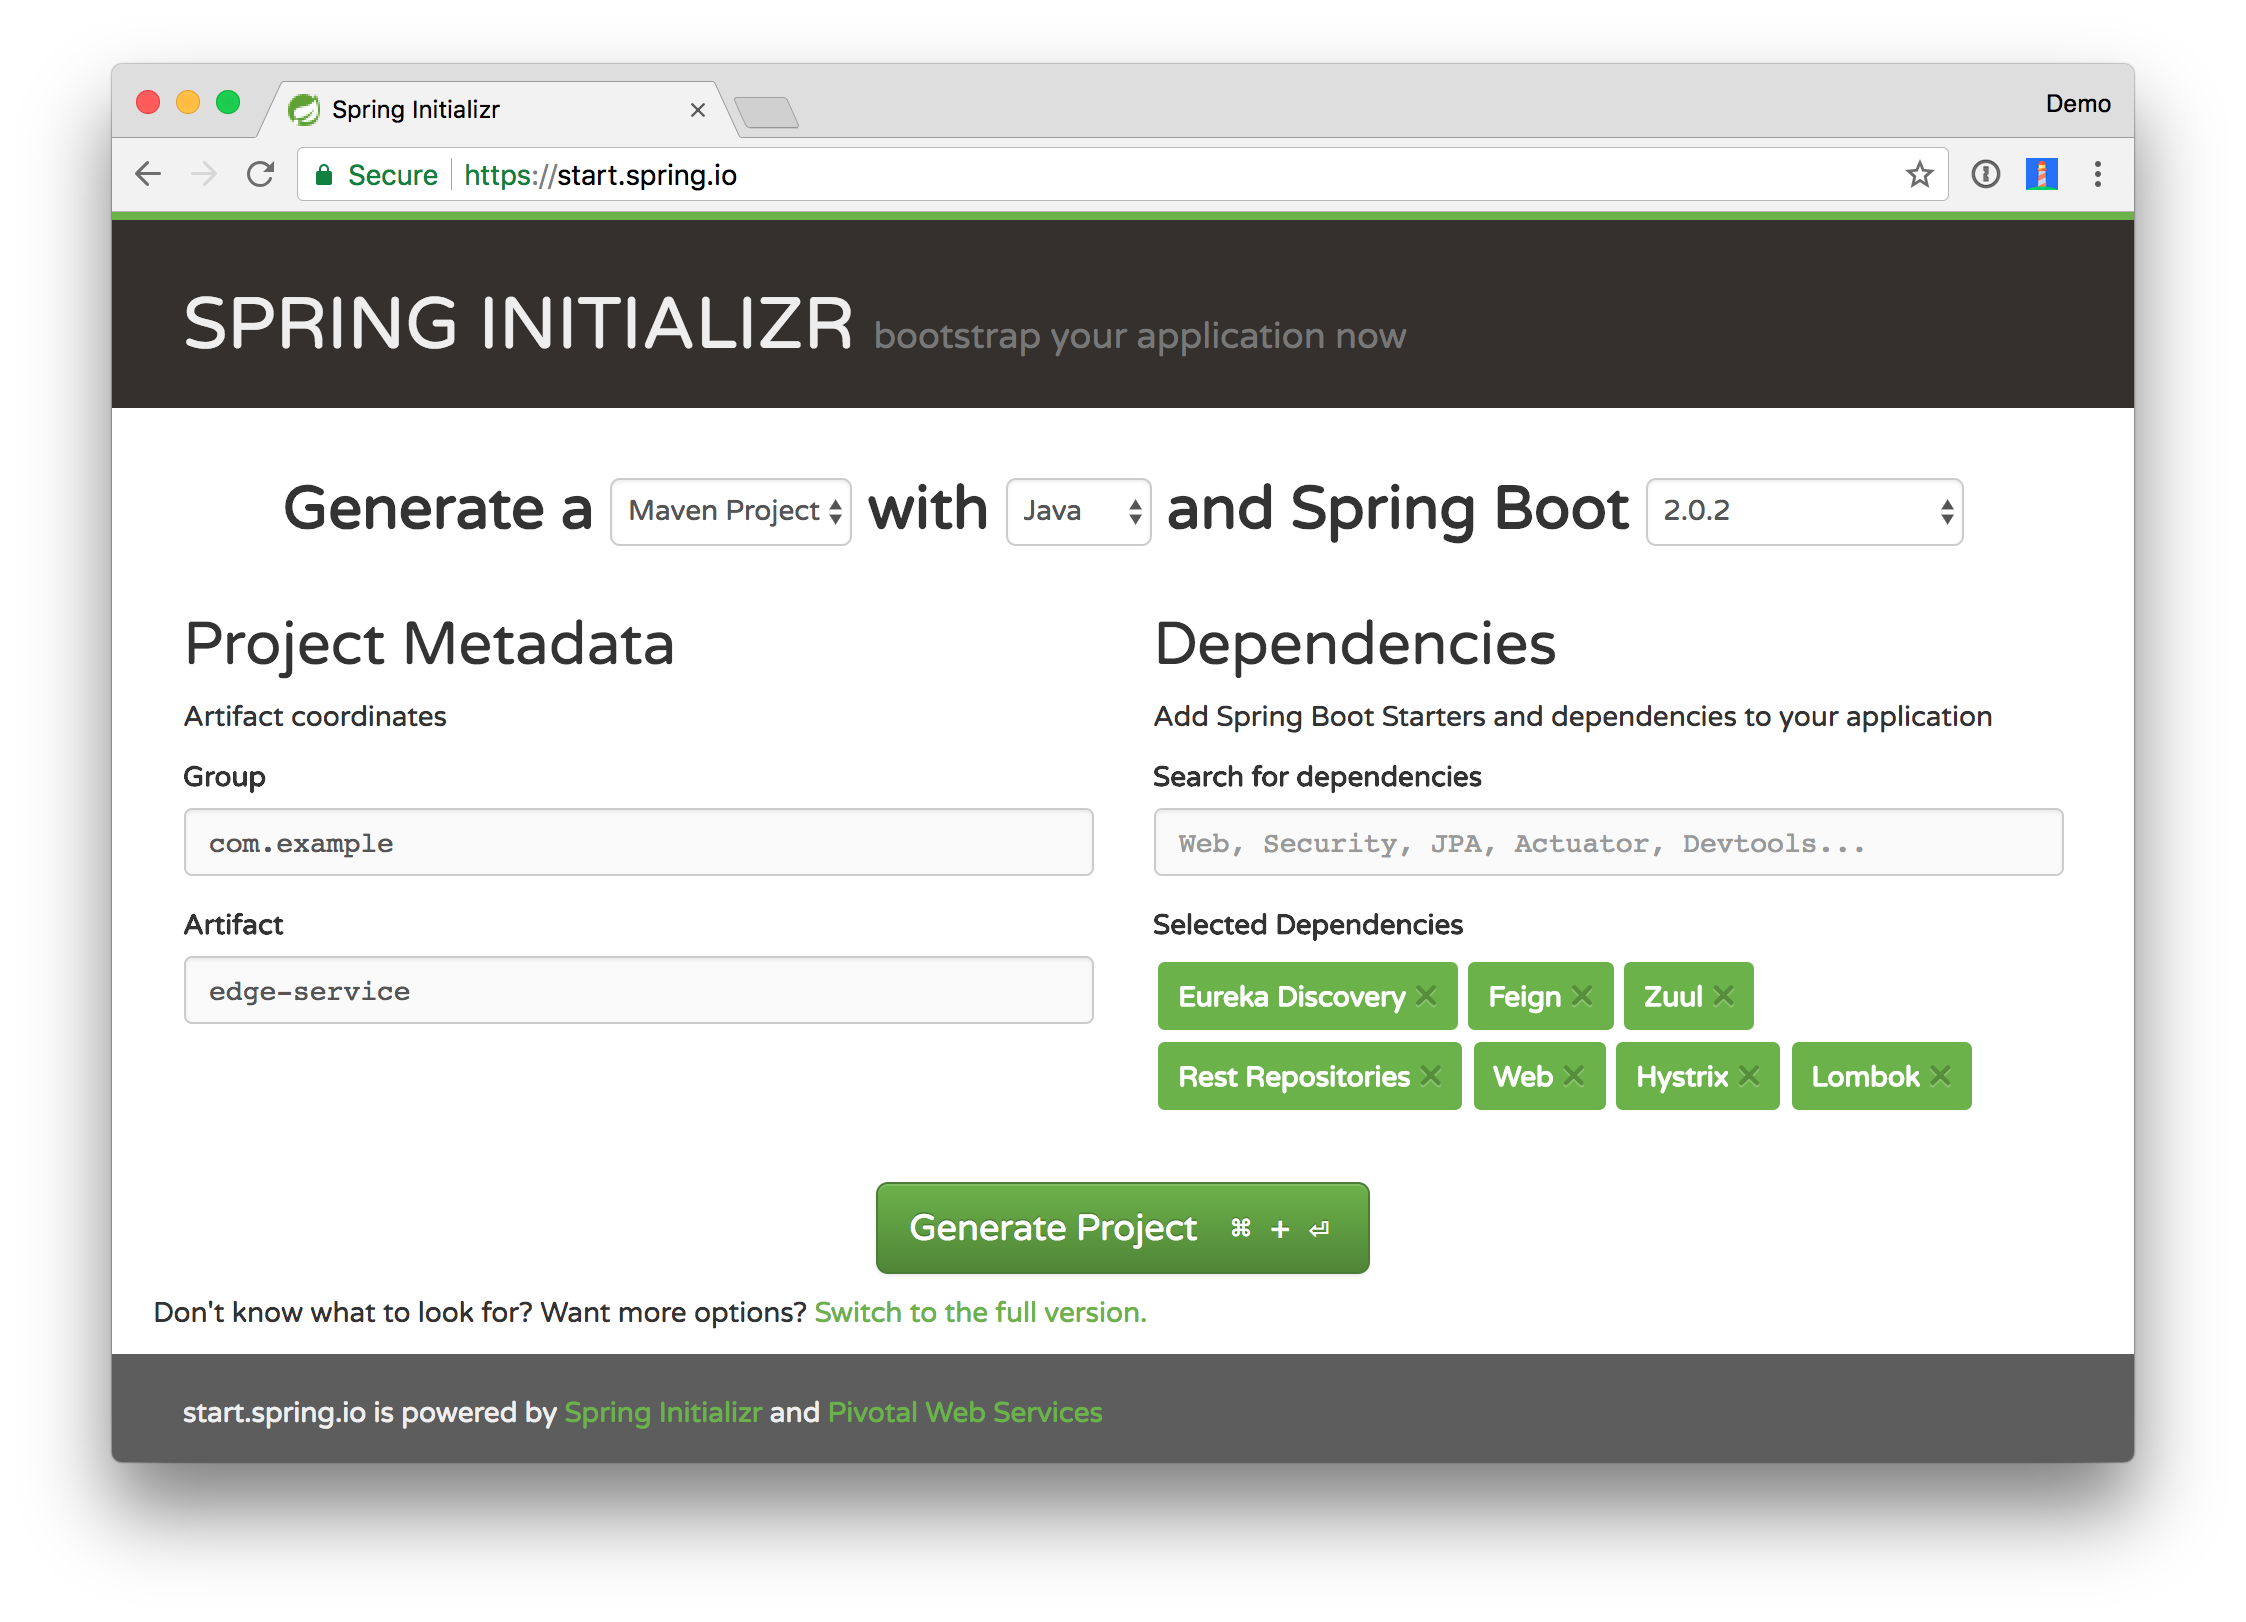 Spring Initializr
Demo
Secure https://start.spring.io
SPRING INITIALIZR bootstrap your application now
Generate a Maven Project with Java and Spring Boot 2.0.2
Project Metadata
Artifact coordinates
Group
com.example
Artifact
edge-service
Dependencies
Add Spring Boot Starters and dependencies to your application
Search for dependencies
Web, Security, JPA, Actuator, Devtools...
Selected Dependencies
Eureka Discovery Feign Zuul
Rest Repositories Web Hystrix Lombok
Generate Project ⌘ + ⏎
Don't know what to look for? Want more options? Switch to the full version.
start.spring.io is powered by Spring Initializr and Pivotal Web Services